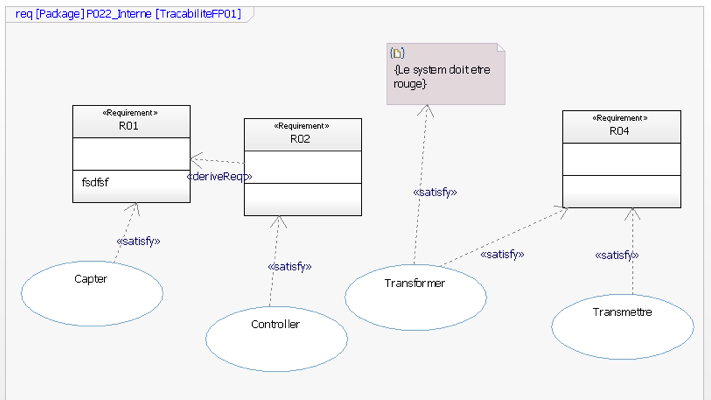 req [Package] P022_Interne [TracabiliteFP01]
{Le system doit etre
rouge}
«Requirement»
R01
fsdfsf
«Requirement»
R02
«Requirement»
R04
«deriveReqt»
«satisfy»
«satisfy»
«satisfy»
«satisfy»
«satisfy»
Capter
Controller
Transformer
Transmettre